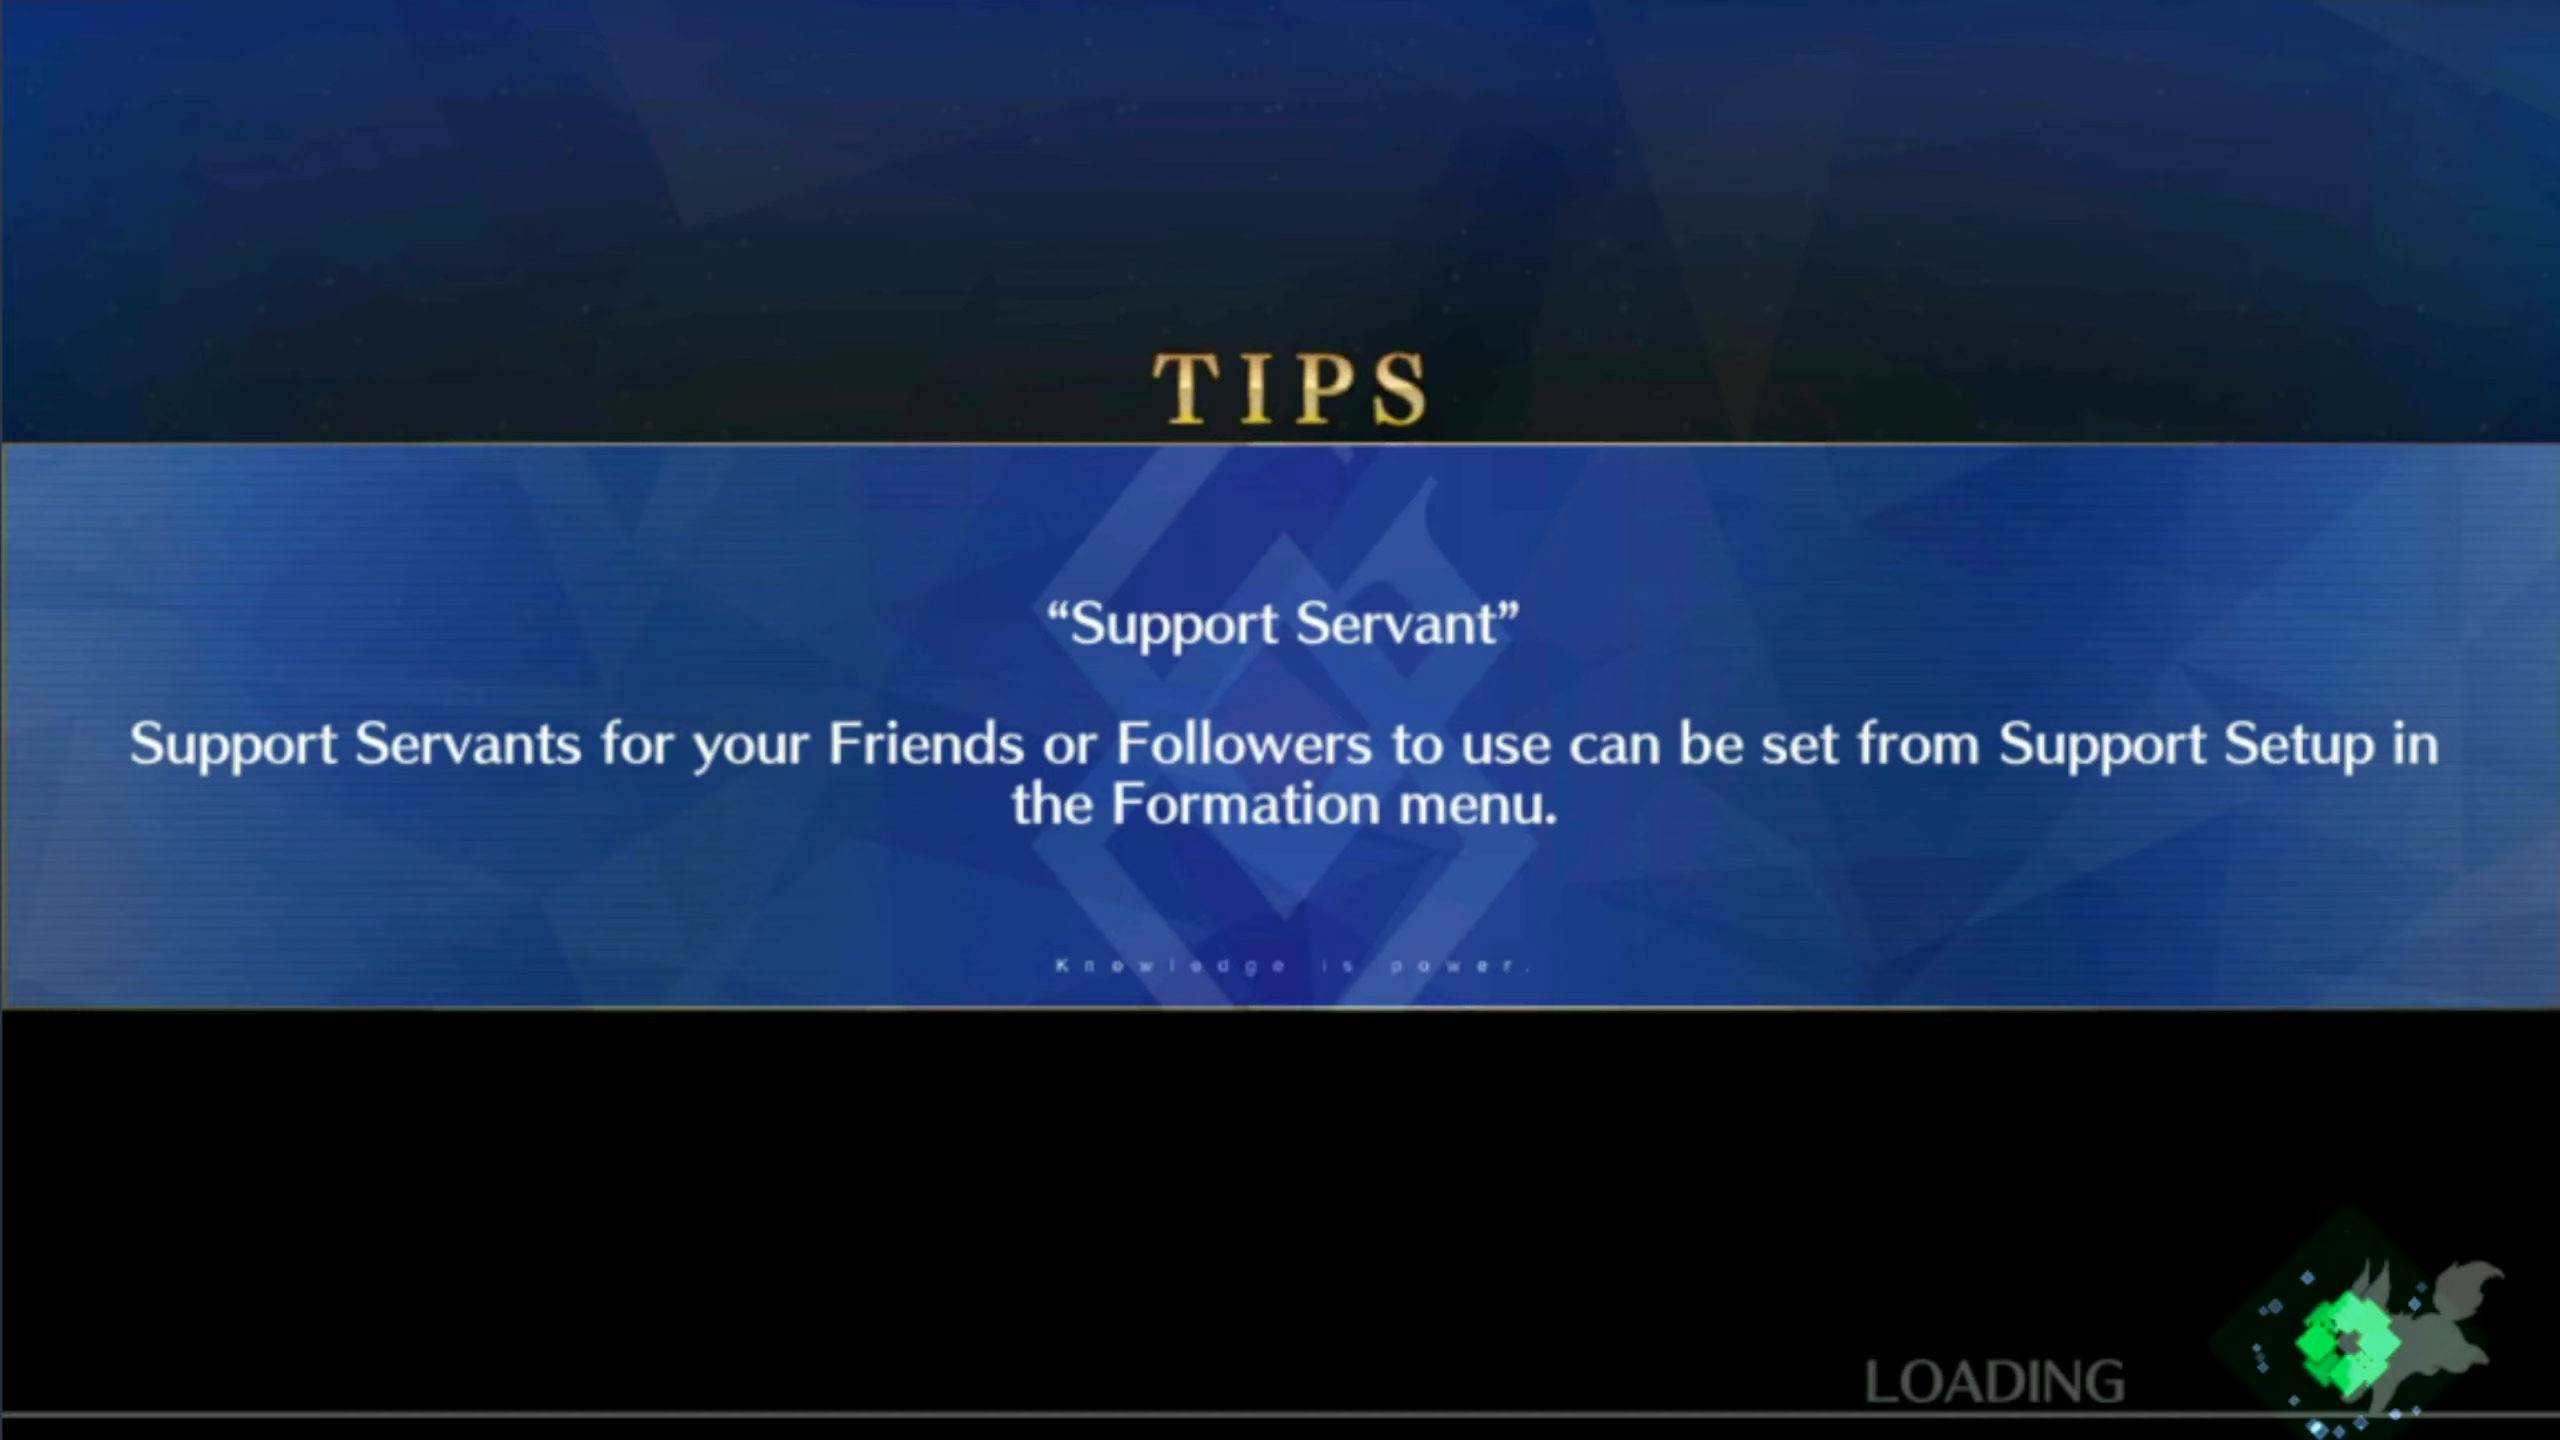 TIPS
“Support Servant”
Support Servants for your Friends or Followers to use can be set from Support Setup in
the Formation menu.
Knowledge is power.
LOADING